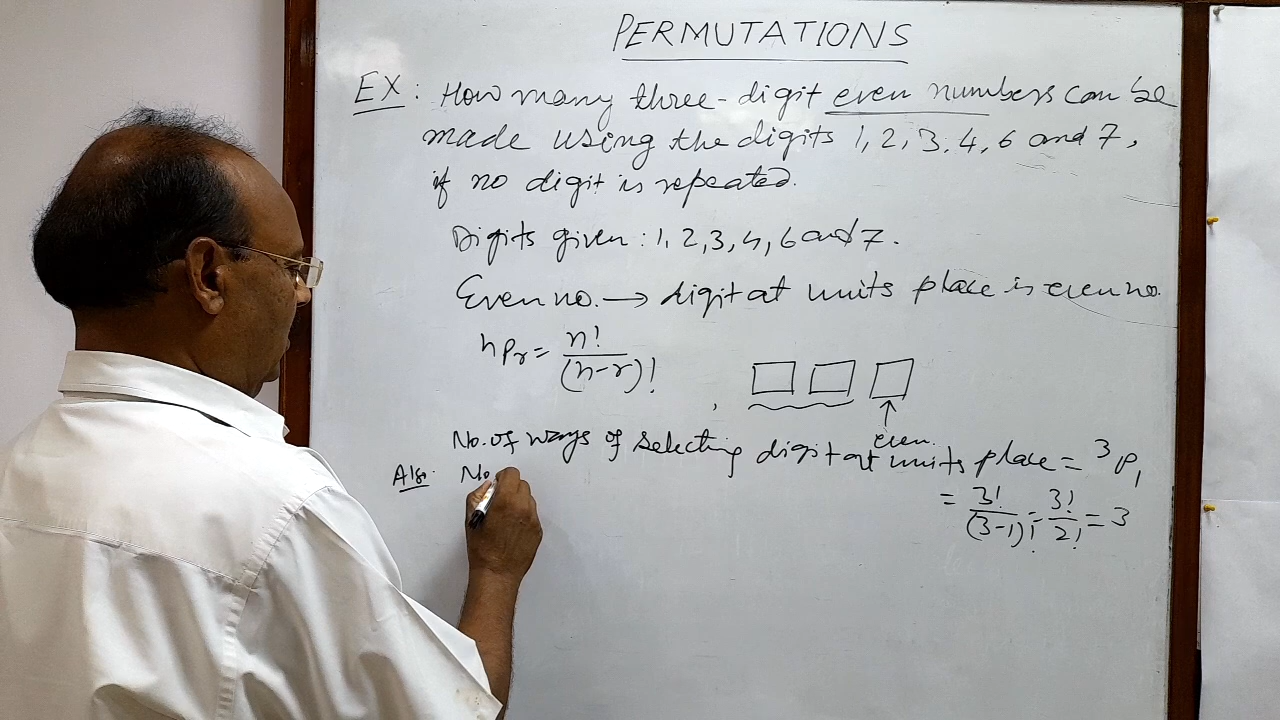 PERMUTATIONS
EX: How many three-digit even numbers can be
made using the digits 1, 2, 3, 4, 6 and 7,
if no digit is repeated.
Digits given: 1, 2, 3, 4, 6 and 7.
Even no. → digit at units place is even no.
nPr = n! / (n-r)!
even.
No. of ways of selecting digit at units place = ³P₁
= 3! / (3-1)! = 3! / 2! = 3
Als. No